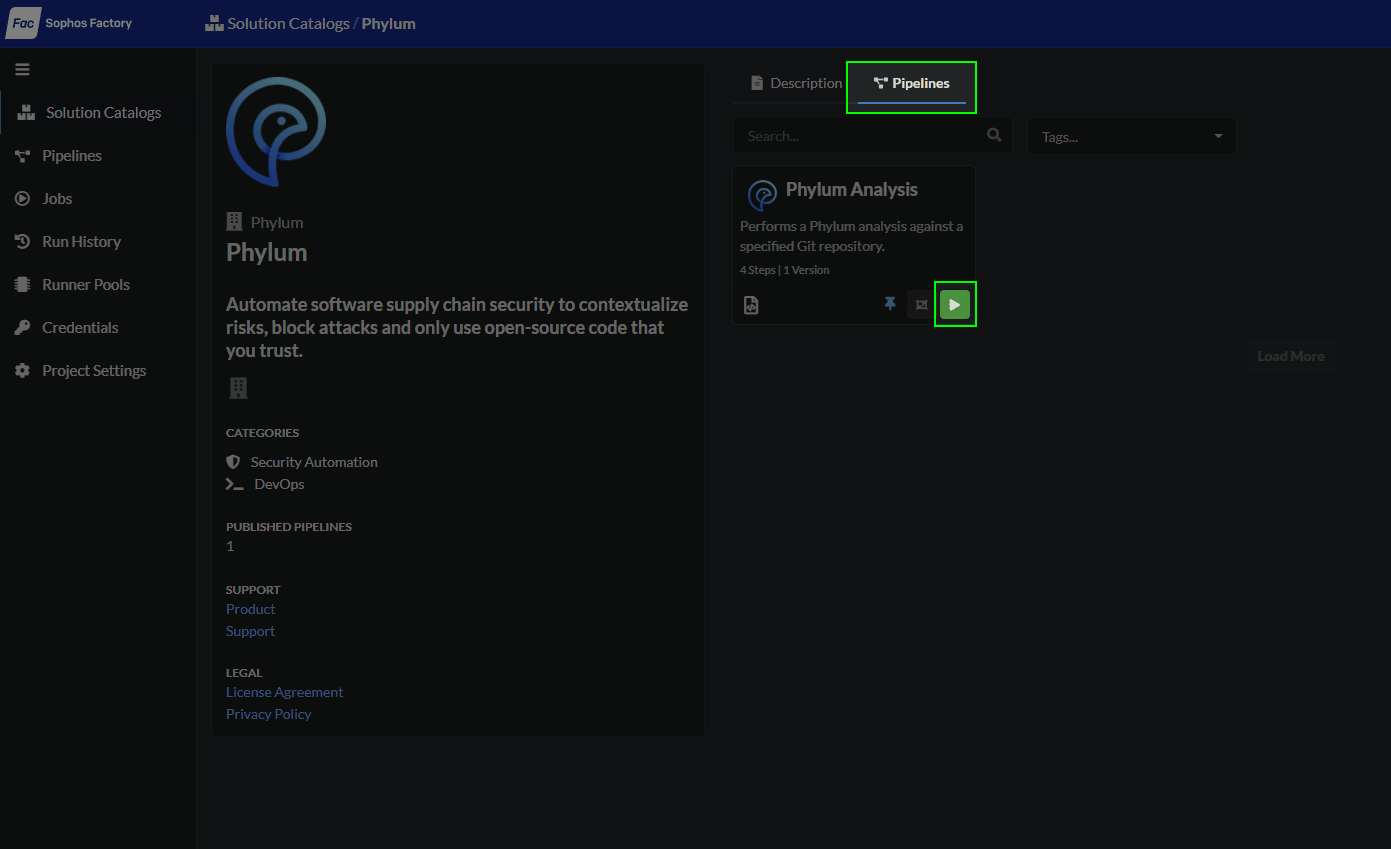 Fac Sophos Factory
Solution Catalogs / Phylum
Solution Catalogs
Pipelines
Jobs
Run History
Runner Pools
Credentials
Project Settings
Phylum
Phylum
Automate software supply chain security to contextualize
risks, block attacks and only use open-source code that
you trust.
CATEGORIES
Security Automation
DevOps
PUBLISHED PIPELINES
1
SUPPORT
Product
Support
LEGAL
License Agreement
Privacy Policy
Description
Pipelines
Search...
Tags...
Phylum Analysis
Performs a Phylum analysis against a
specified Git repository.
4 Steps | 1 Version
Load More